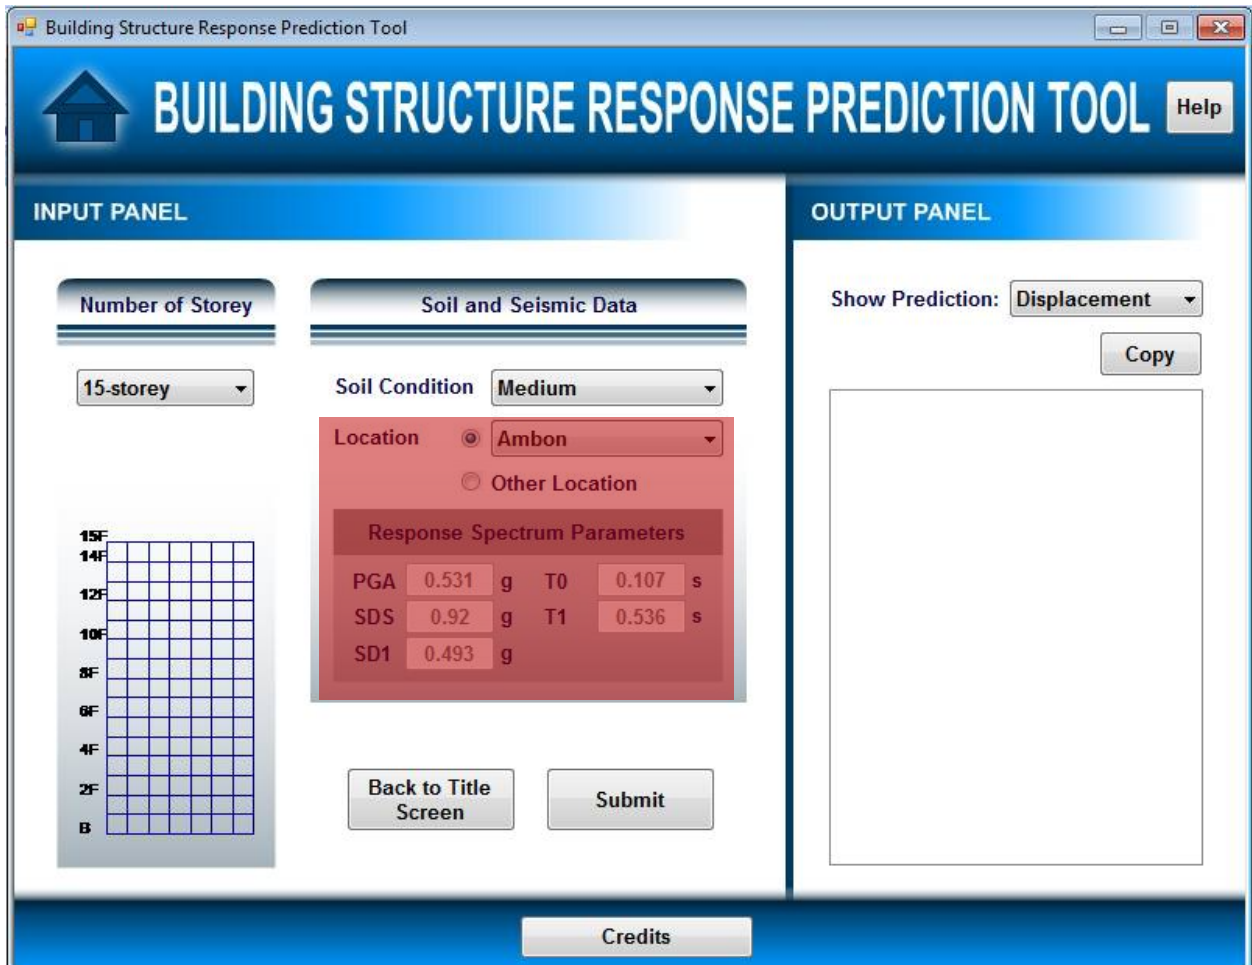 Building Structure Response Prediction Tool
BUILDING STRUCTURE RESPONSE PREDICTION TOOL
Help
INPUT PANEL
OUTPUT PANEL
Number of Storey
15-storey
15F
14F
12F
10F
8F
6F
4F
2F
B
Soil and Seismic Data
Soil Condition Medium
Location Ambon
Other Location
Response Spectrum Parameters
PGA 0.531 g T0 0.107 s
SDS 0.92 g T1 0.536 s
SD1 0.493 g
Back to Title
Screen
Submit
Show Prediction: Displacement
Copy
Credits